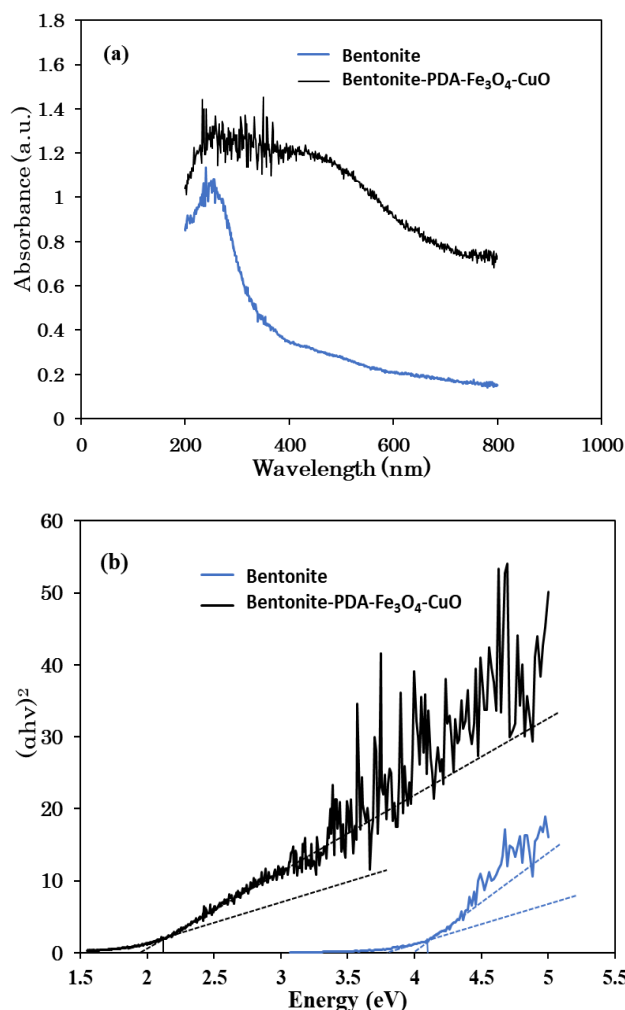 1.8
(a)
Bentonite
1.6
Bentonite-PDA-Fe₃O₄-CuO
1.4
1.2
1
0.8
0.6
0.4
0.2
0
Absorbance (a.u.)
0 200 400 600 800 1000
Wavelength (nm)
60
(b)
Bentonite
50
Bentonite-PDA-Fe₃O₄-CuO
40
30
20
10
0
(αhv)²
1.5 2 2.5 3 3.5 4 4.5 5 5.5
Energy (eV)